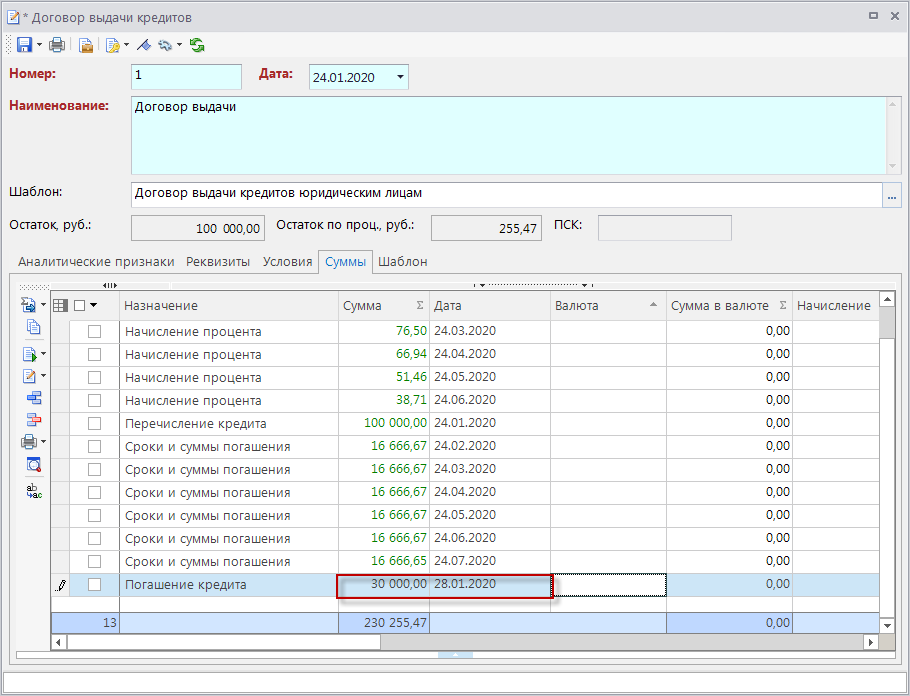 * Договор выдачи кредитов
Номер: 1 Дата: 24.01.2020
Наименование: Договор выдачи
Шаблон: Договор выдачи кредитов юридическим лицам ...
Остаток, руб.: 100 000,00 Остаток по проц., руб.: 255,47 ПСК:
Аналитические признаки Реквизиты Условия Суммы Шаблон
Назначение Сумма Σ Дата Валюта Сумма в валюте Σ Начисление
Начисление процента 76,50 24.03.2020 0,00
Начисление процента 66,94 24.04.2020 0,00
Начисление процента 51,46 24.05.2020 0,00
Начисление процента 38,71 24.06.2020 0,00
Перечисление кредита 100 000,00 24.01.2020 0,00
Сроки и суммы погашения 16 666,67 24.02.2020 0,00
Сроки и суммы погашения 16 666,67 24.03.2020 0,00
Сроки и суммы погашения 16 666,67 24.04.2020 0,00
Сроки и суммы погашения 16 666,67 24.05.2020 0,00
Сроки и суммы погашения 16 666,67 24.06.2020 0,00
Сроки и суммы погашения 16 666,65 24.07.2020 0,00
Погашение кредита 30 000,00 28.01.2020 0,00
13 230 255,47 0,00
ab
ac